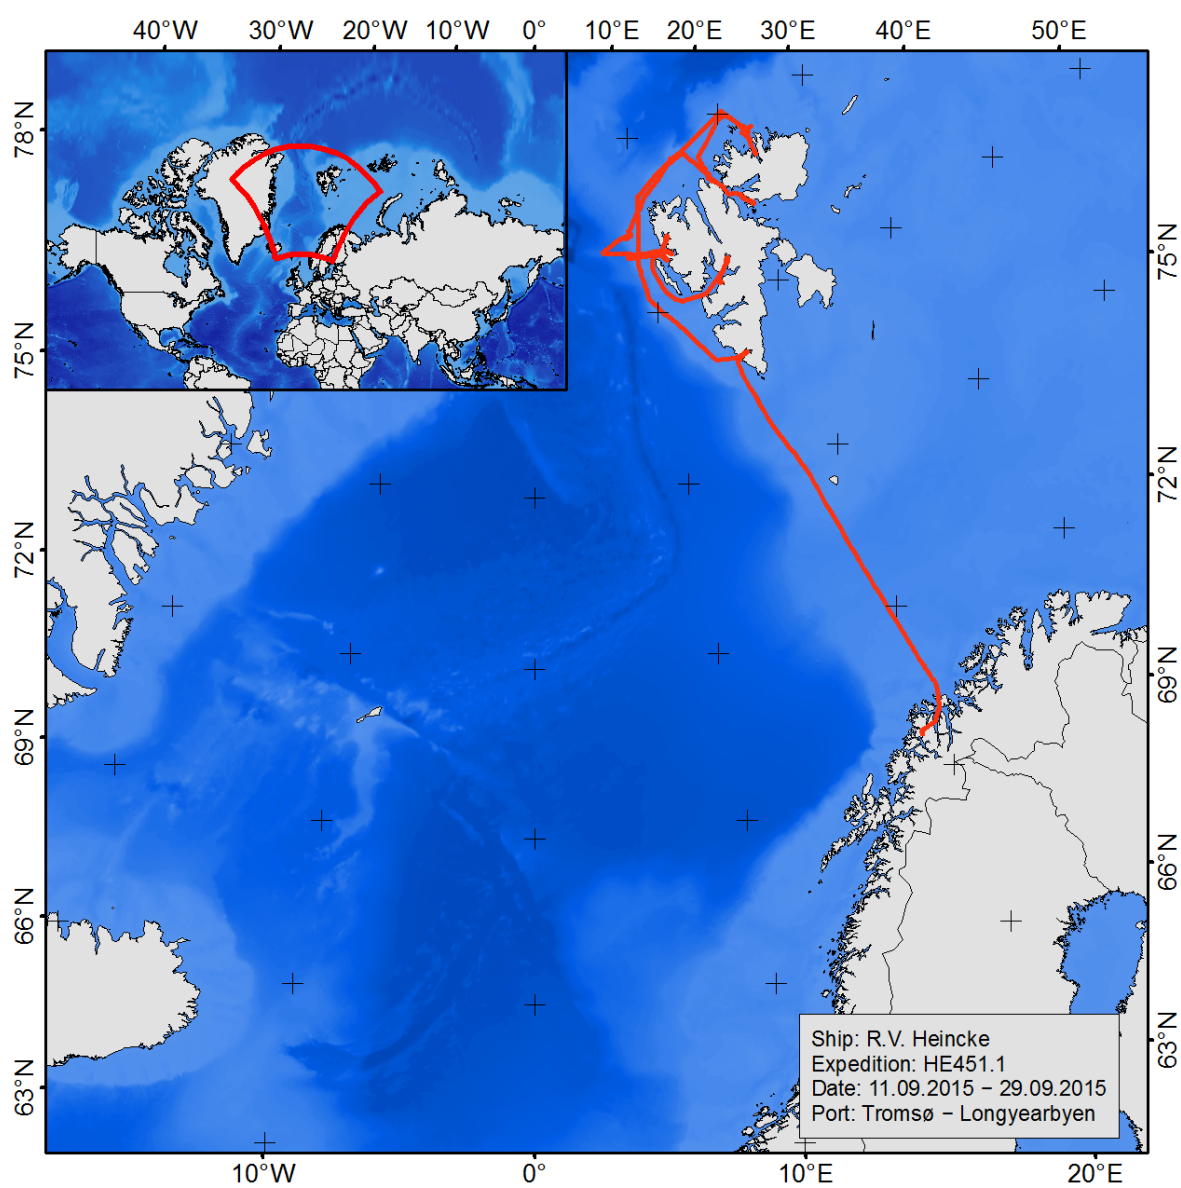 40°W 30°W 20°W 10°W 0° 10°E 20°E 30°E 40°E 50°E
78°N
75°N
72°N
69°N
66°N
63°N
75°N
72°N
69°N
66°N
63°N
Ship: R.V. Heincke
Expedition: HE451.1
Date: 11.09.2015 − 29.09.2015
Port: Tromsø − Longyearbyen
10°W 0° 10°E 20°E